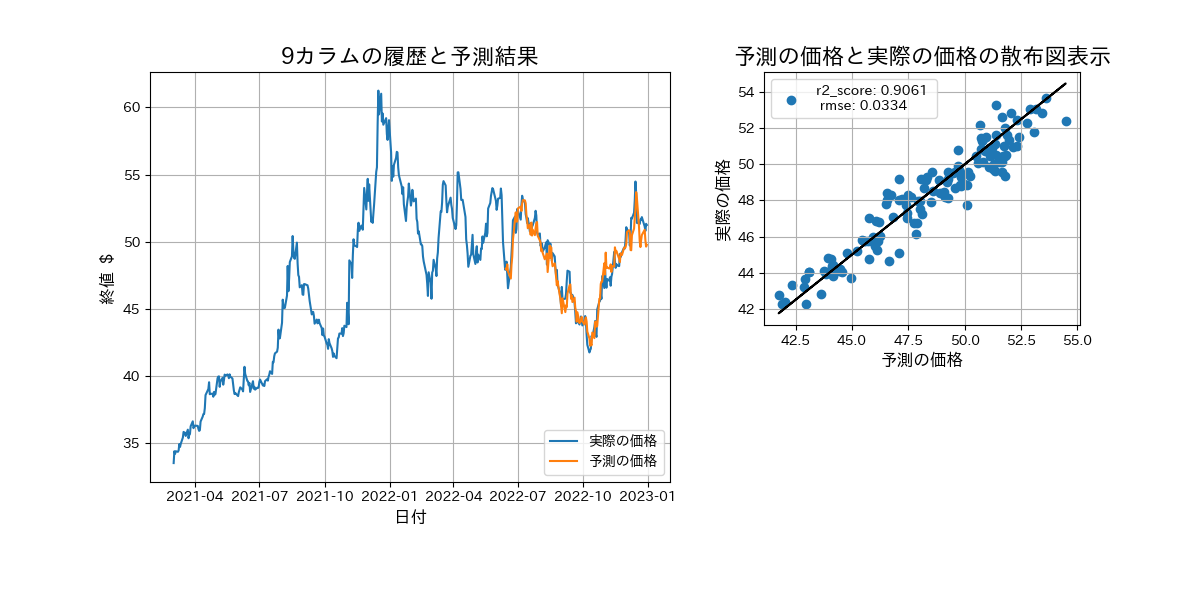 9カラムの履歴と予測結果
60
55
50
45
40
35
終値 $
2021-04 2021-07 2021-10 2022-01 2022-04 2022-07 2022-10 2023-01
日付
実際の価格
予測の価格
予測の価格と実際の価格の散布図表示
r2_score: 0.9061
rmse: 0.0334
54
52
50
48
46
44
42
実際の価格
42.5 45.0 47.5 50.0 52.5 55.0
予測の価格